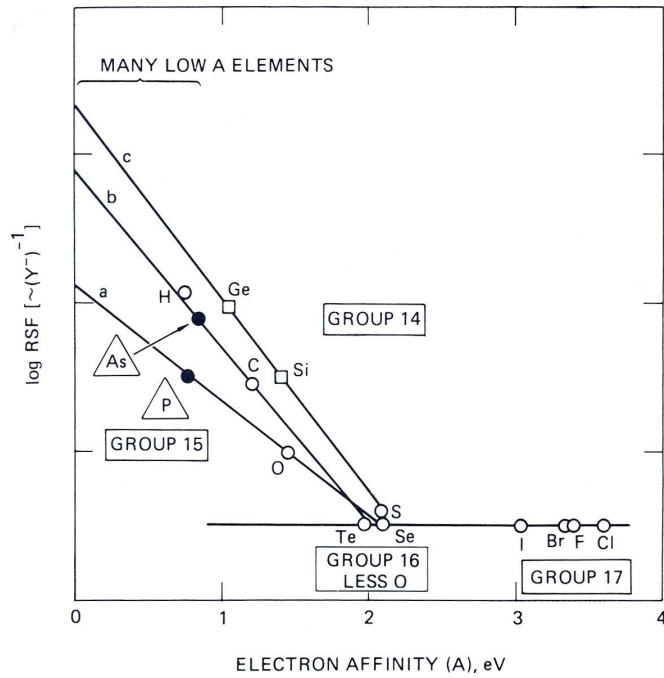 MANY LOW A ELEMENTS
c
b
a
H
Ge
GROUP 14
As
C
Si
P
GROUP 15
O
S
Te
Se
I
Br
F
Cl
GROUP 16
LESS O
GROUP 17
0
1
2
3
4
log RSF [~(Y⁻)⁻¹
ELECTRON AFFINITY (A), eV